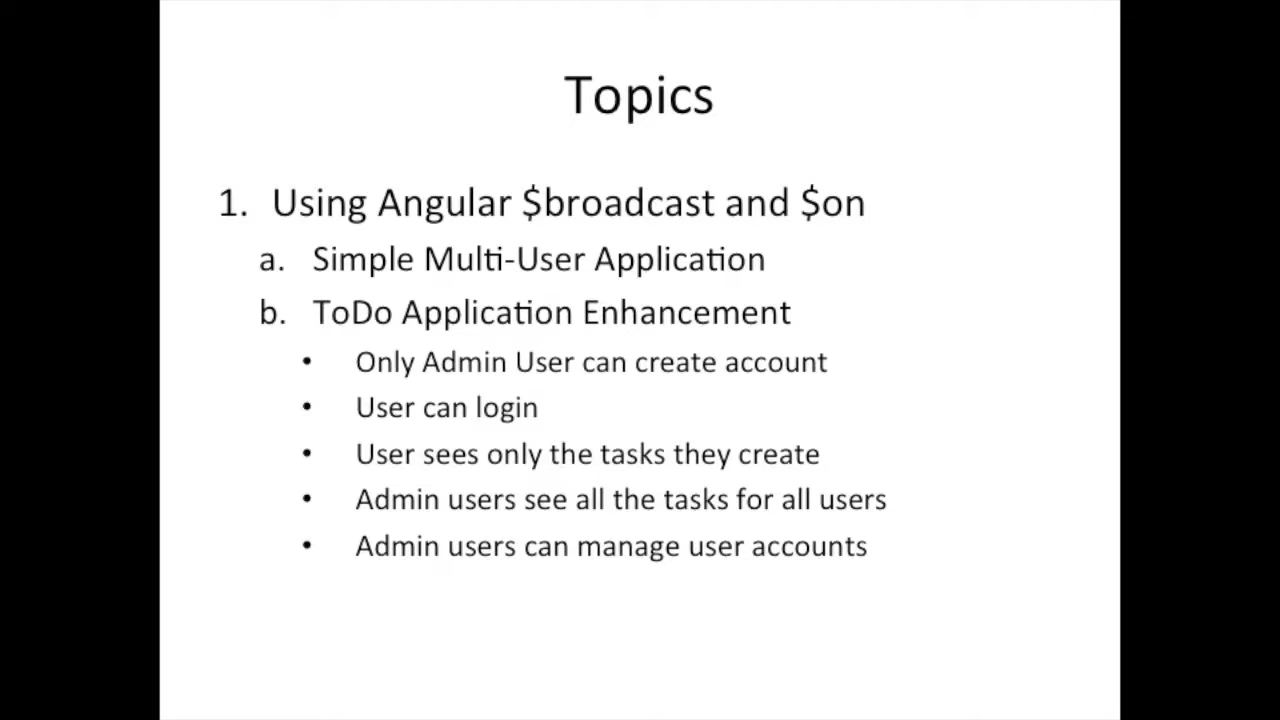 Topics
1. Using Angular $broadcast and $on
a. Simple Multi-User Application
b. ToDo Application Enhancement
• Only Admin User can create account
• User can login
• User sees only the tasks they create
• Admin users see all the tasks for all users
• Admin users can manage user accounts